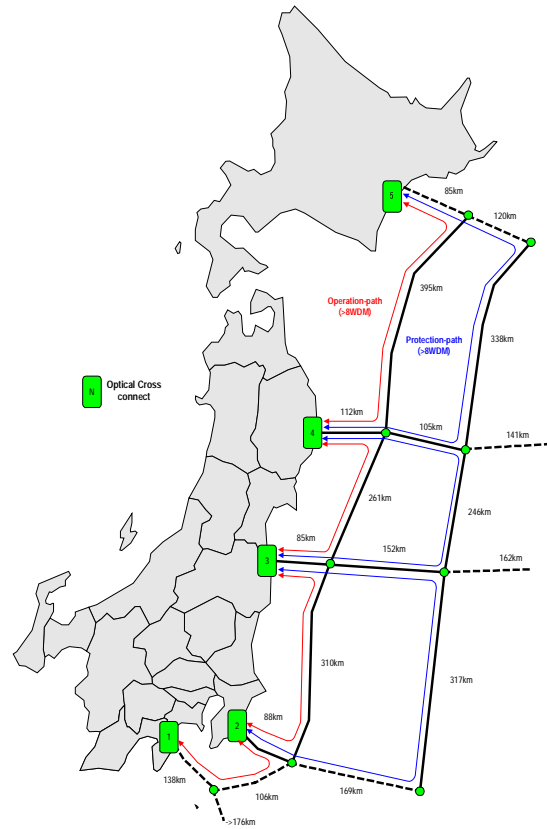 5
85km
120km
Operation-path
(>8WDM)
395km
Protection-path
(>8WDM)
338km
N
Optical Cross
connect
112km
4
105km
141km
261km
246km
85km
152km
162km
3
310km
317km
88km
2
1
138km
106km
169km
->176km